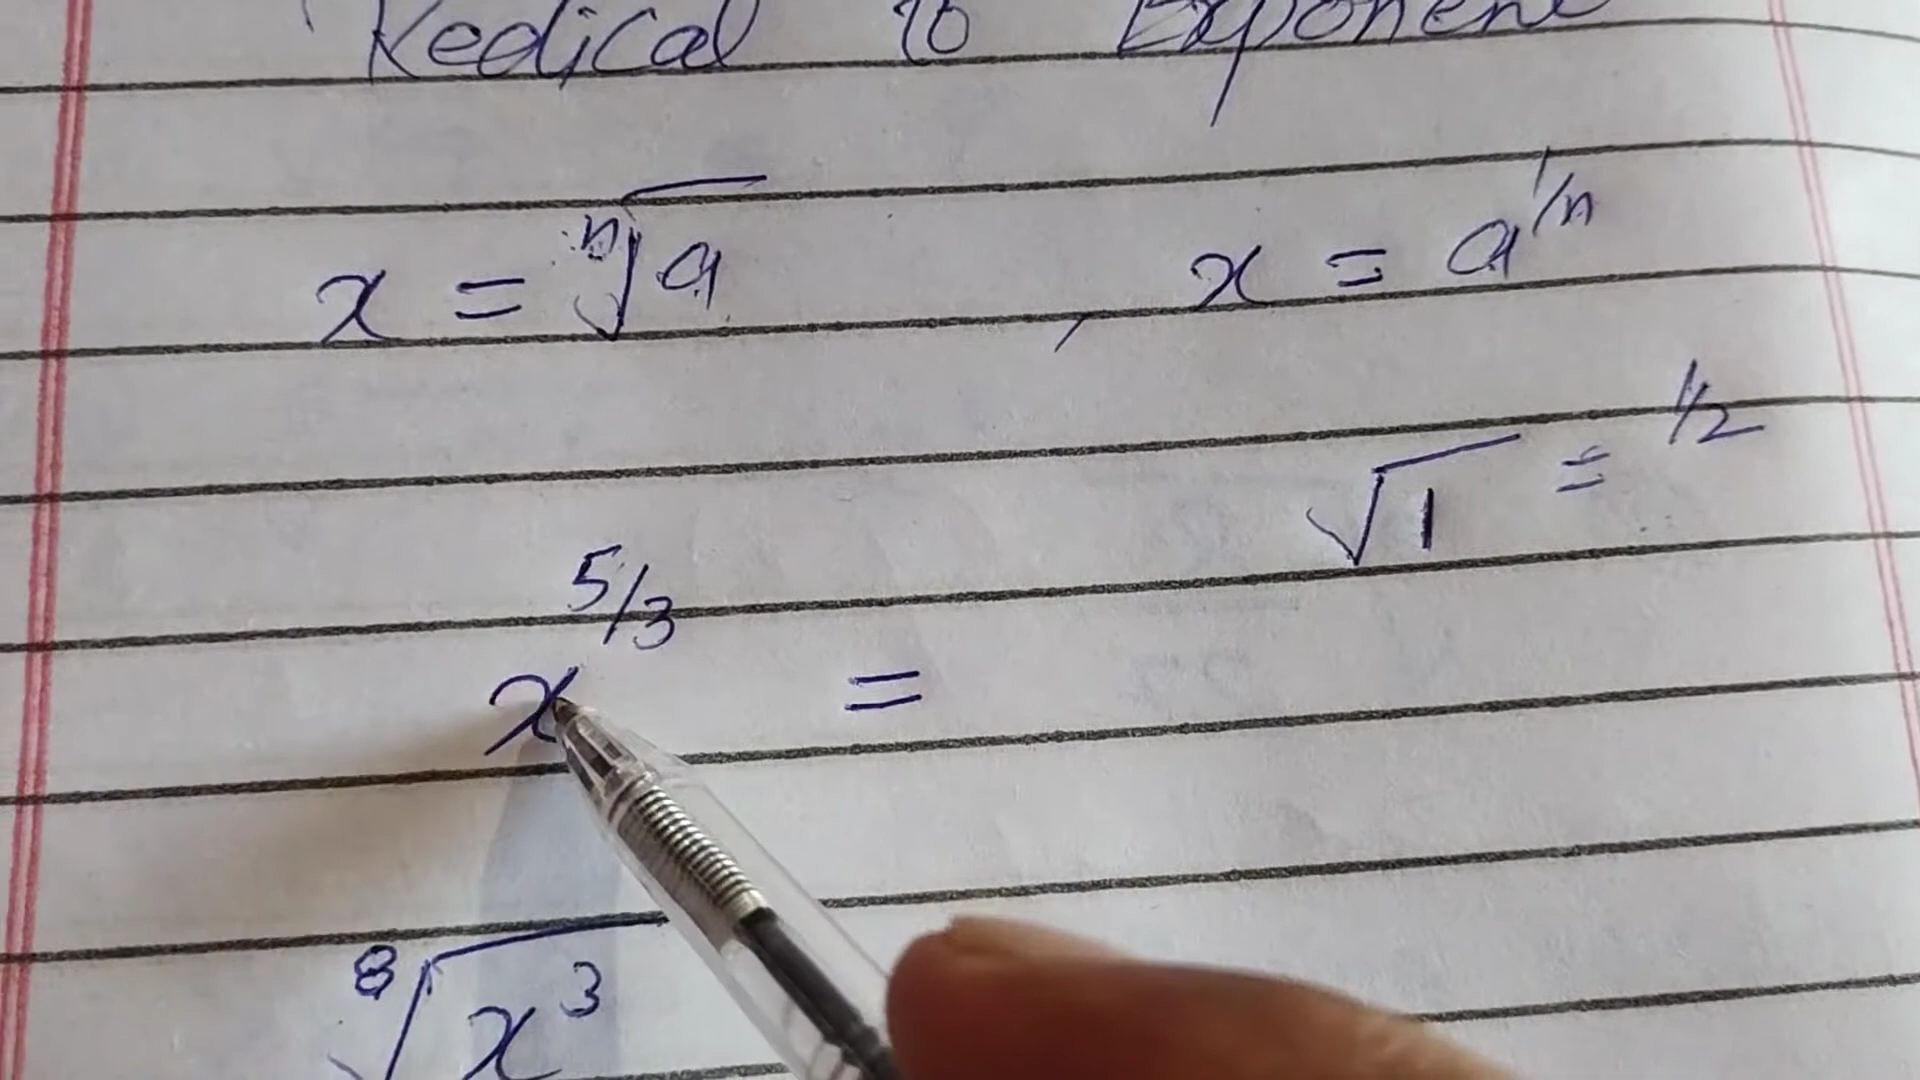 Redical to Exponent
x = ⁿ√a , x = a^1/n
√1 = 1/2
x^5/3 =
⁸√x³